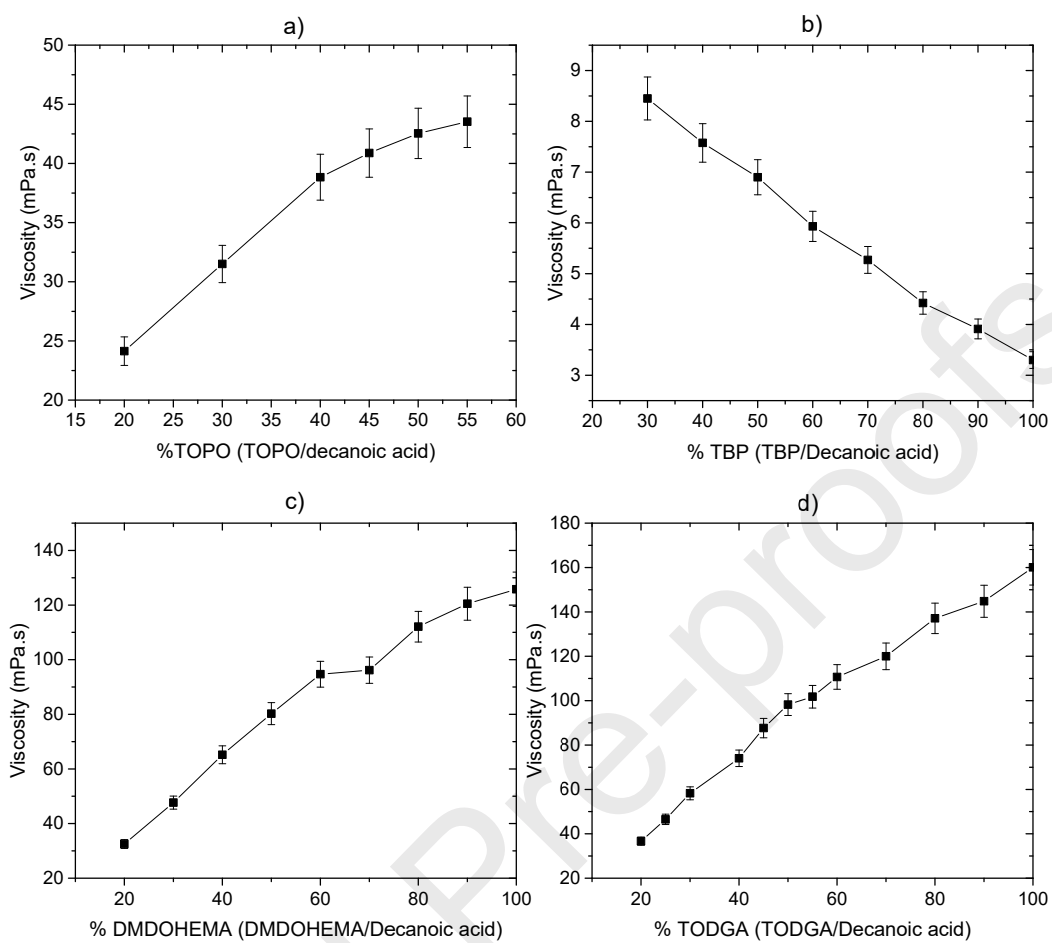 a)
50
45
40
35
30
25
20
Viscosity (mPa.s)
15 20 25 30 35 40 45 50 55 60
%TOPO (TOPO/decanoic acid)
b)
9
8
7
6
5
4
3
Viscosity (mPa.s)
20 30 40 50 60 70 80 90 100
% TBP (TBP/Decanoic acid)
c)
140
120
100
80
60
40
20
Viscosity (mPa.s)
20 40 60 80 100
% DMDOHEMA (DMDOHEMA/Decanoic acid)
d)
180
160
140
120
100
80
60
40
20
Viscosity (mPa.s)
20 40 60 80 100
% TODGA (TODGA/Decanoic acid)
Pre-proofs